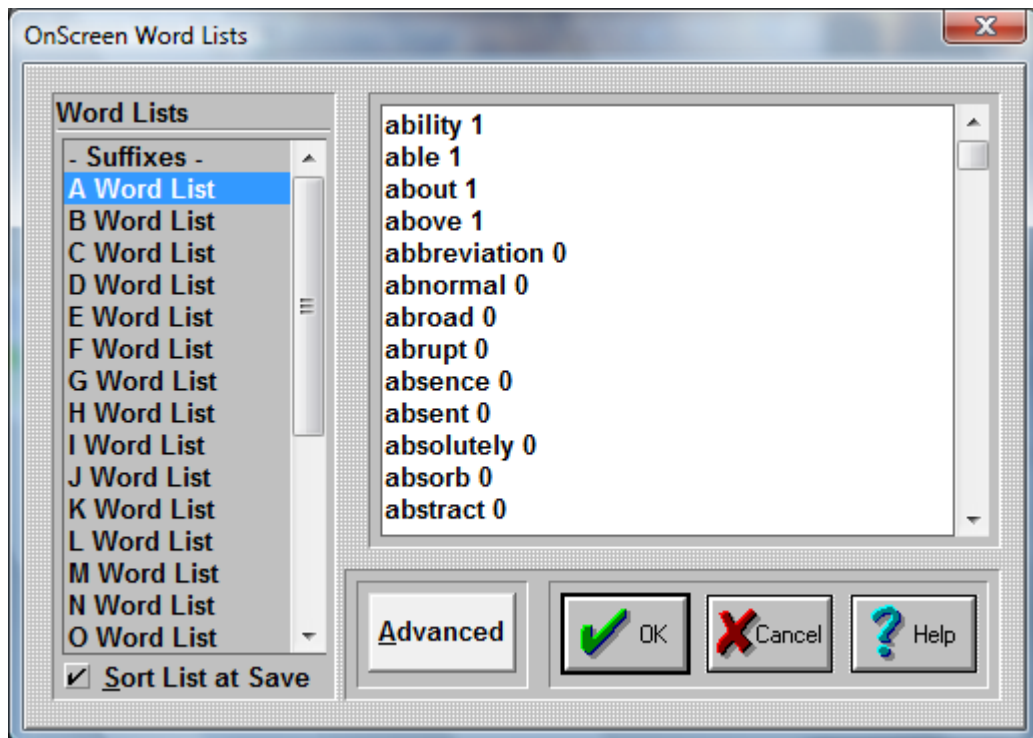 OnScreen Word Lists
Word Lists
- Suffixes -
A Word List
B Word List
C Word List
D Word List
E Word List
F Word List
G Word List
H Word List
I Word List
J Word List
K Word List
L Word List
M Word List
N Word List
O Word List
Sort List at Save
ability 1
able 1
about 1
above 1
abbreviation 0
abnormal 0
abroad 0
abrupt 0
absence 0
absent 0
absolutely 0
absorb 0
abstract 0
Advanced
OK
Cancel
Help